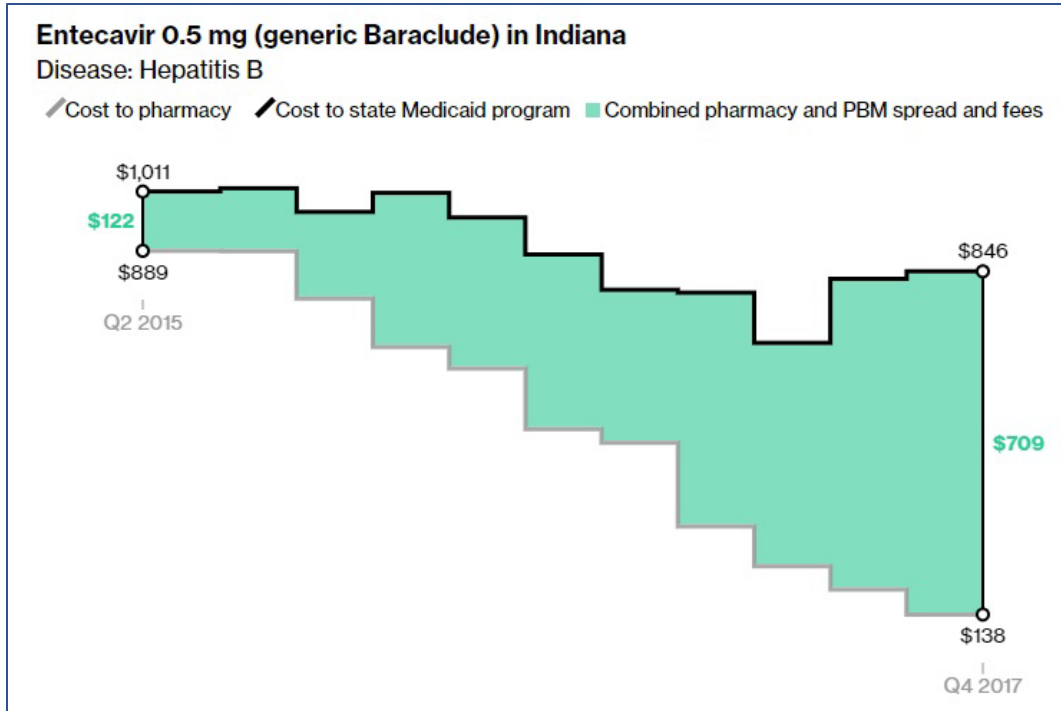 Entecavir 0.5 mg (generic Baraclude) in Indiana
Disease: Hepatitis B
Cost to pharmacy Cost to state Medicaid program Combined pharmacy and PBM spread and fees
$1,011
$122
$889
Q2 2015
$846
$709
$138
Q4 2017